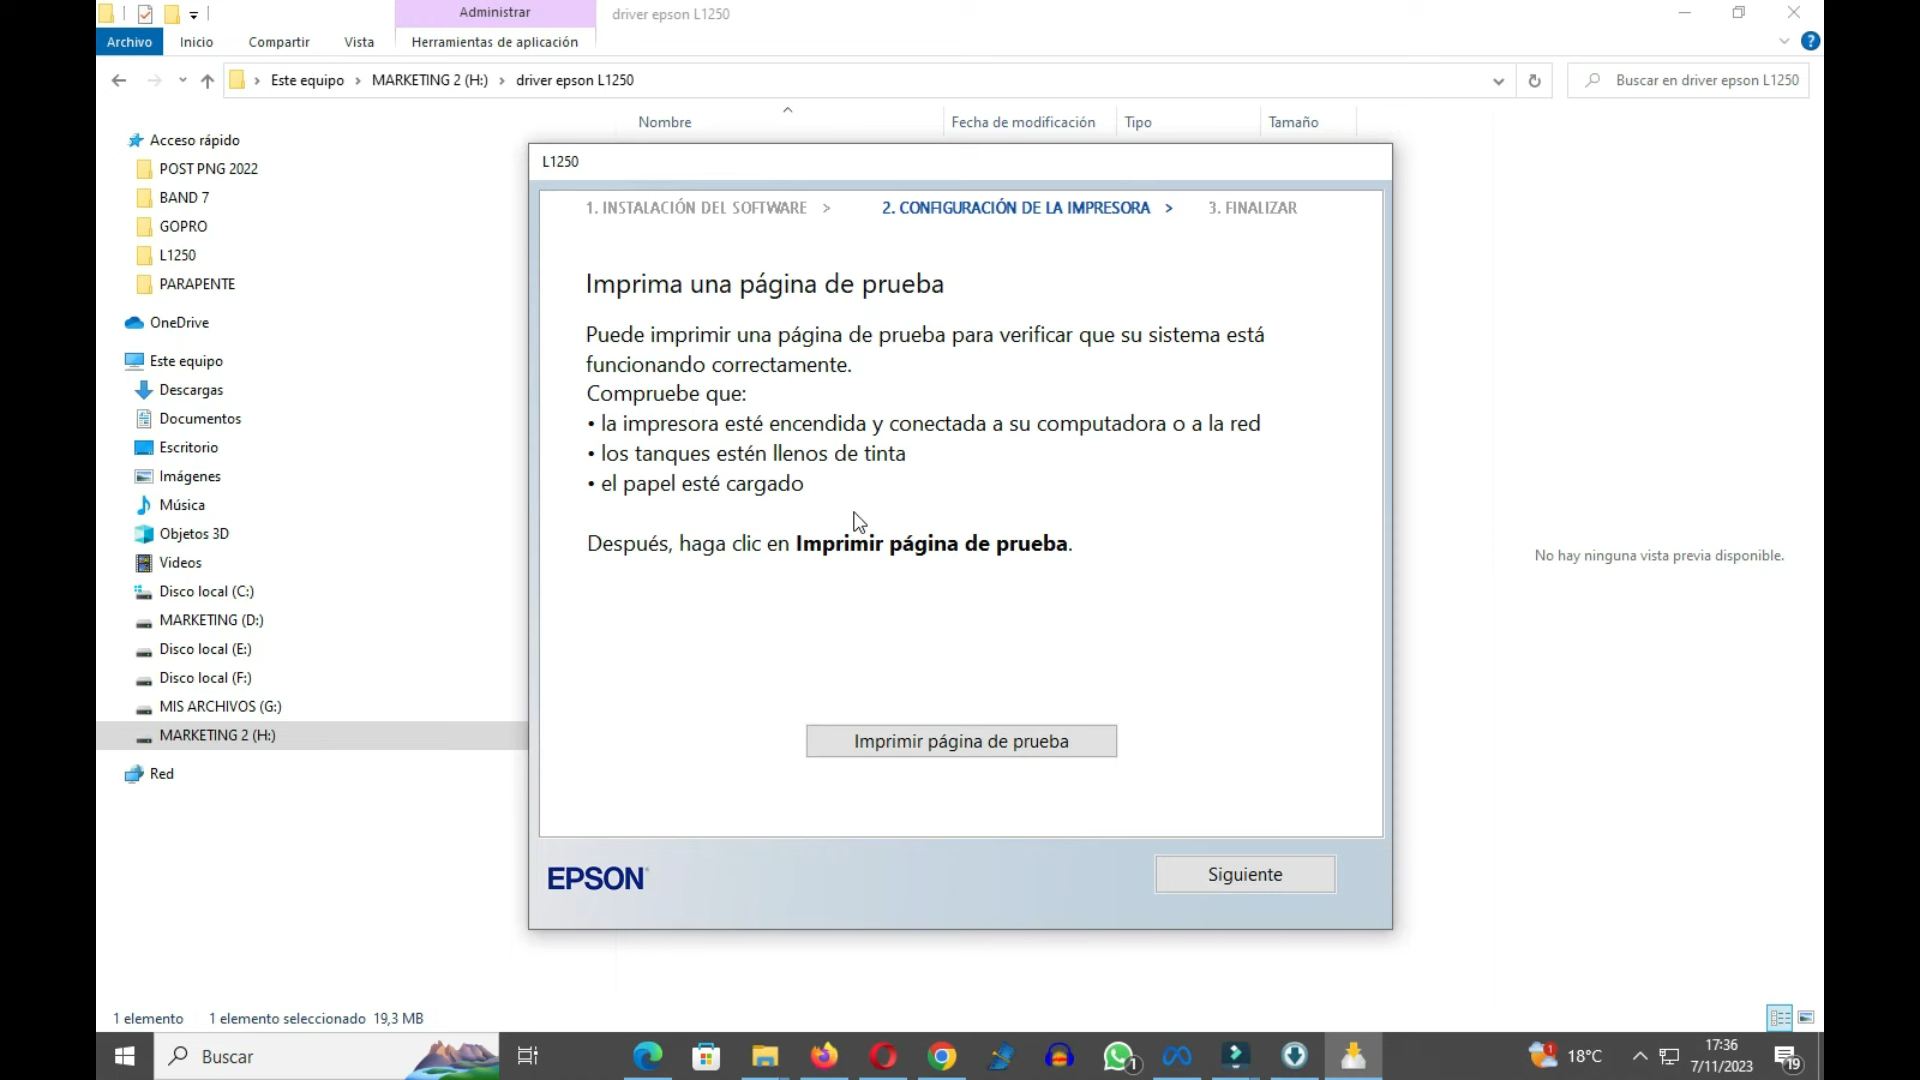 Administrar
driver epson L1250
Archivo
Inicio
Compartir
Vista
Herramientas de aplicación
Este equipo > MARKETING 2 (H:) > driver epson L1250
Buscar en driver epson L1250
Nombre
Fecha de modificación
Tipo
Tamaño
Acceso rápido
POST PNG 2022
BAND 7
GOPRO
L1250
PARAPENTE
OneDrive
Este equipo
Descargas
Documentos
Escritorio
Imágenes
Música
Objetos 3D
Videos
Disco local (C:)
MARKETING (D:)
Disco local (E:)
Disco local (F:)
MIS ARCHIVOS (G:)
MARKETING 2 (H:)
Red
L1250
1. INSTALACIÓN DEL SOFTWARE >
2. CONFIGURACIÓN DE LA IMPRESORA >
3. FINALIZAR
Imprima una página de prueba
Puede imprimir una página de prueba para verificar que su sistema está
funcionando correctamente.
Compruebe que:
• la impresora esté encendida y conectada a su computadora o a la red
• los tanques estén llenos de tinta
• el papel esté cargado
Después, haga clic en Imprimir página de prueba.
Imprimir página de prueba
EPSON
Siguiente
No hay ninguna vista previa disponible.
1 elemento
1 elemento seleccionado 19,3 MB
Buscar
1
1
18°C
17:36
7/11/2023
19